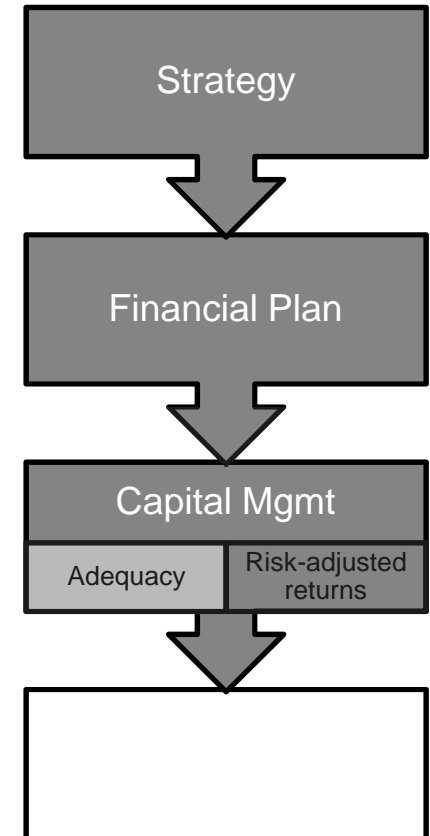 Strategy
Financial Plan
Capital Mgmt
Adequacy
Risk-adjusted
returns